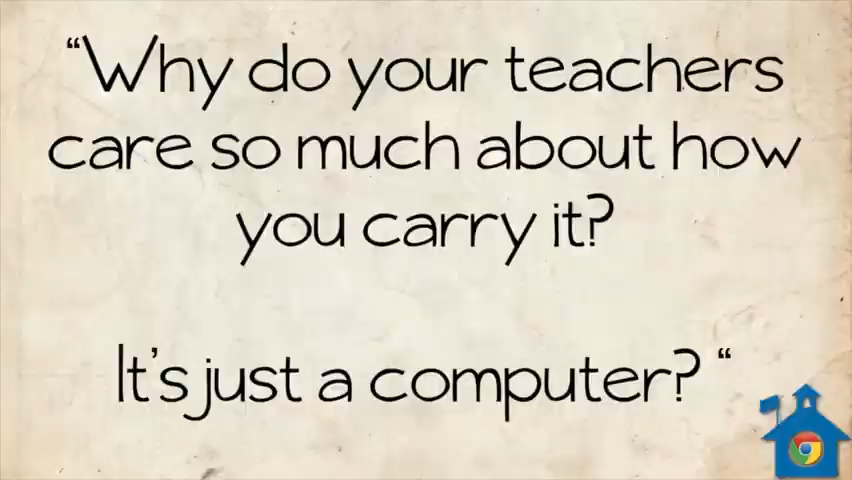 “Why do your teachers
care so much about how
you carry it?
It's just a computer? “